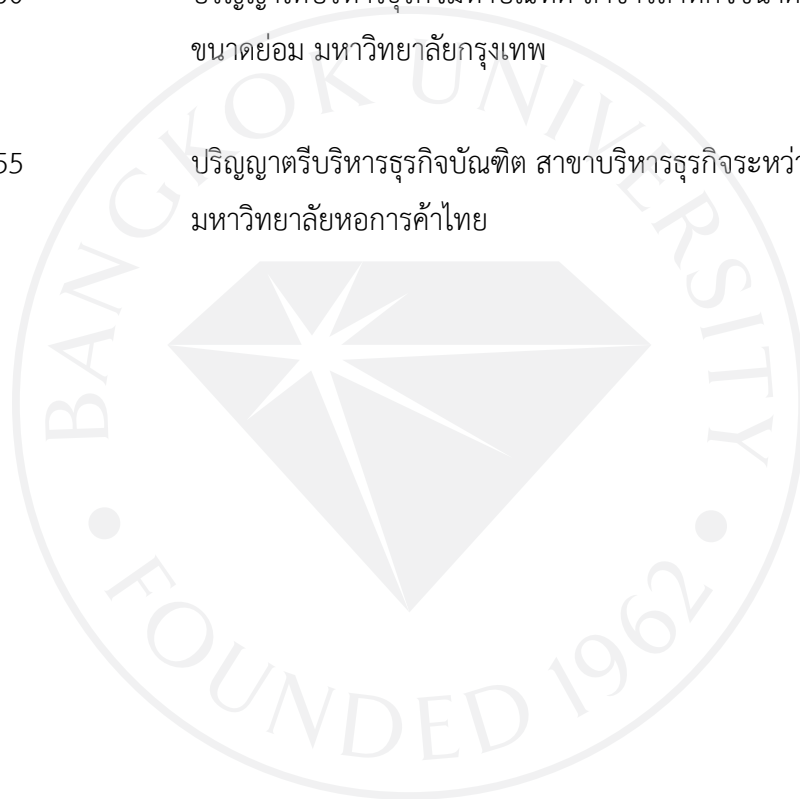 ขนาดย่อม มหาวิทยาลัยกรุงเทพ
55 ปริญญาตรีบริหารธุรกิจบัณฑิต สาขาบริหารธุรกิจระหว่า
มหาวิทยาลัยหอการค้าไทย
BANGKOK UNIVERSITY
FOUNDED 1962